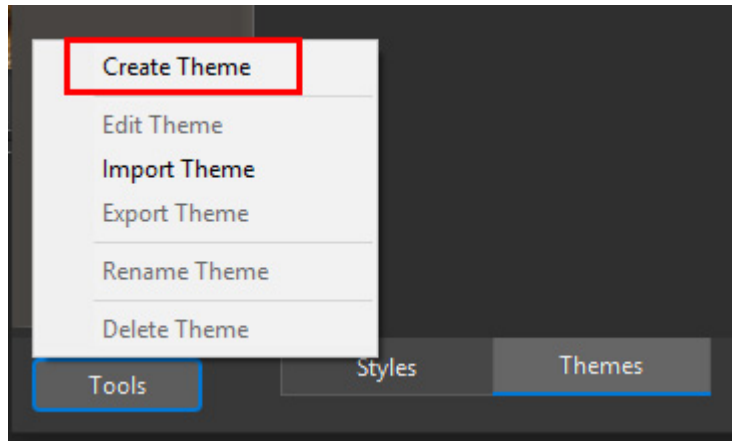 Create Theme
Edit Theme
Import Theme
Export Theme
Rename Theme
Delete Theme
Tools
Styles
Themes